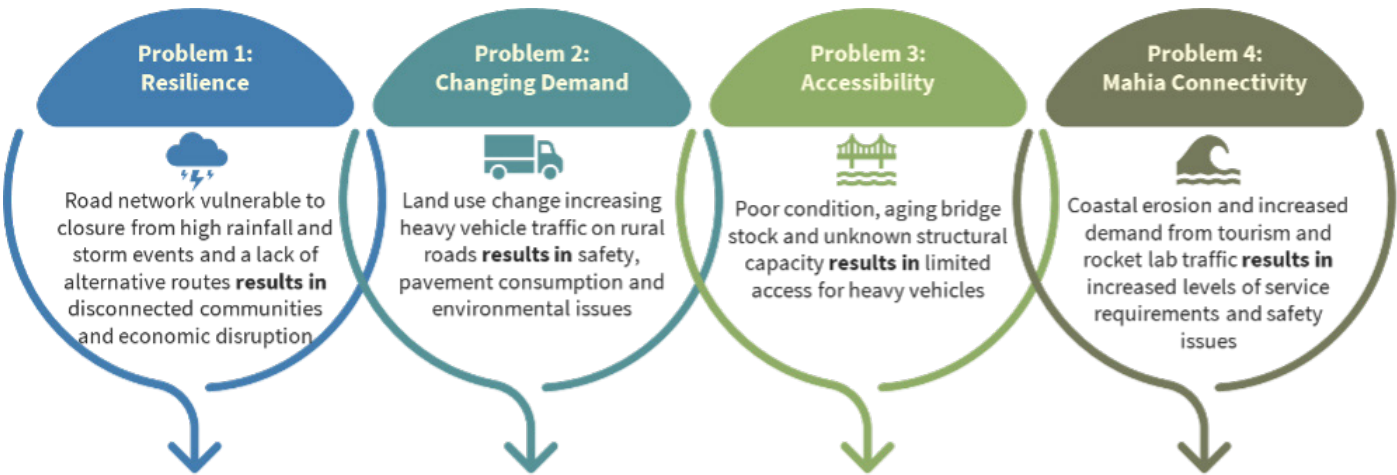 Problem 1:
Resilience
Road network vulnerable to
closure from high rainfall and
storm events and a lack of
alternative routes results in
disconnected communities
and economic disruption
Problem 2:
Changing Demand
Land use change increasing
heavy vehicle traffic on rural
roads results in safety,
pavement consumption and
environmental issues
Problem 3:
Accessibility
Poor condition, aging bridge
stock and unknown structural
capacity results in limited
access for heavy vehicles
Problem 4:
Mahia Connectivity
Coastal erosion and increased
demand from tourism and
rocket lab traffic results in
increased levels of service
requirements and safety
issues